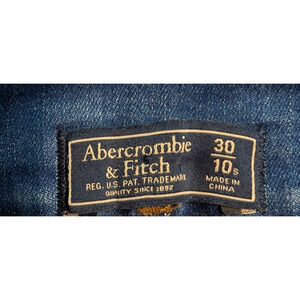 Abercrombie
& Fitch
REG. U.S. PAT. TRADEMARK
QUALITY SINCE 1892
30
10s
MADE IN
CHINA